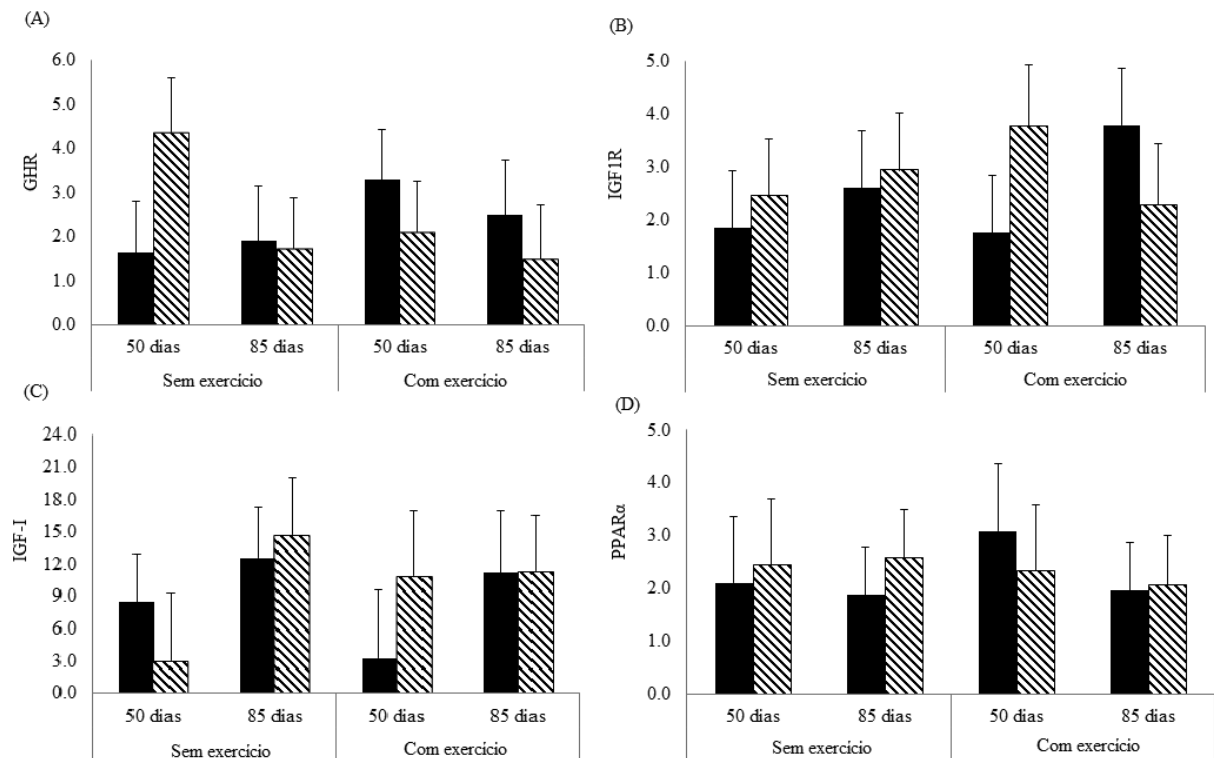 (A)
GHR
6.0
5.0
4.0
3.0
2.0
1.0
0.0
50 dias 85 dias 50 dias 85 dias
Sem exercício Com exercício
(B)
IGF1R
5.0
4.0
3.0
2.0
1.0
0.0
50 dias 85 dias 50 dias 85 dias
Sem exercício Com exercício
(C)
IGF-I
24.0
21.0
18.0
15.0
12.0
9.0
6.0
3.0
0.0
50 dias 85 dias 50 dias 85 dias
Sem exercício Com exercício
(D)
PPARα
5.0
4.0
3.0
2.0
1.0
0.0
50 dias 85 dias 50 dias 85 dias
Sem exercício Com exercício